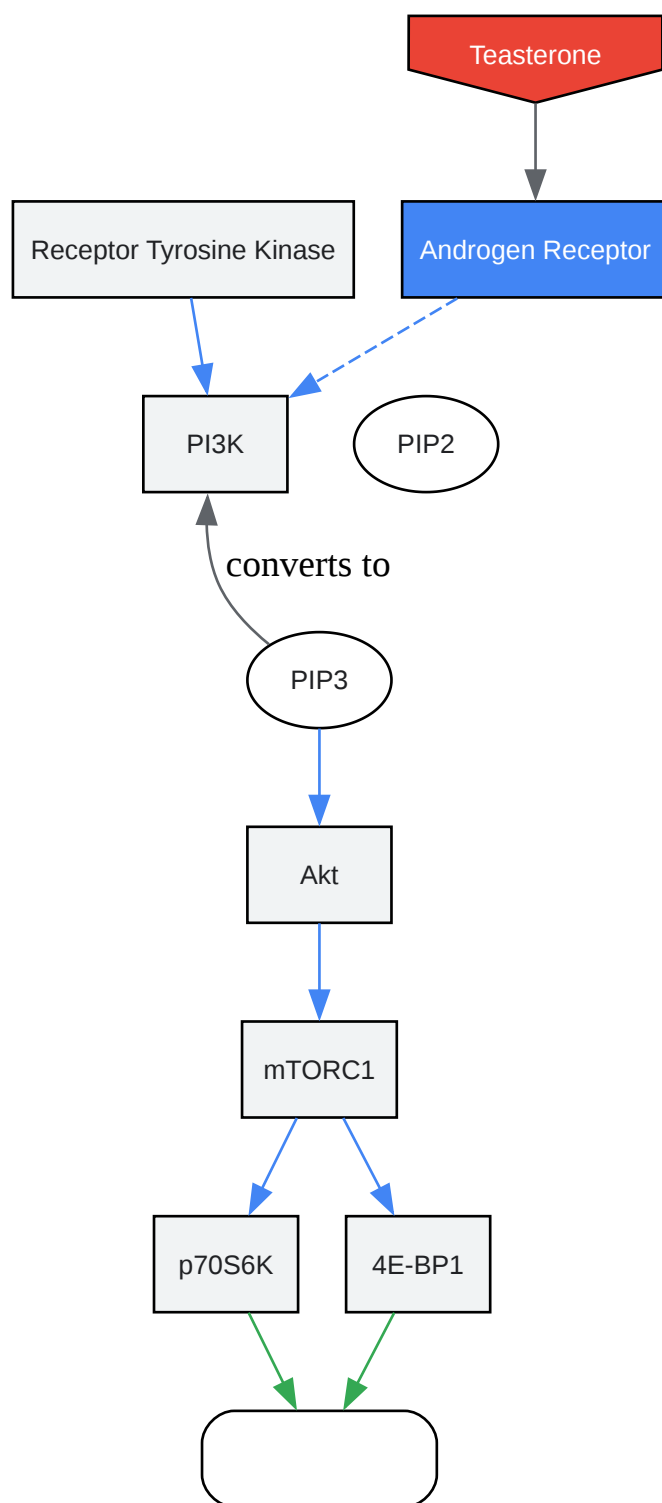 Teasterone
Receptor Tyrosine Kinase
Androgen Receptor
PI3K
PIP2
converts to
PIP3
Akt
mTORC1
p70S6K
4E-BP1